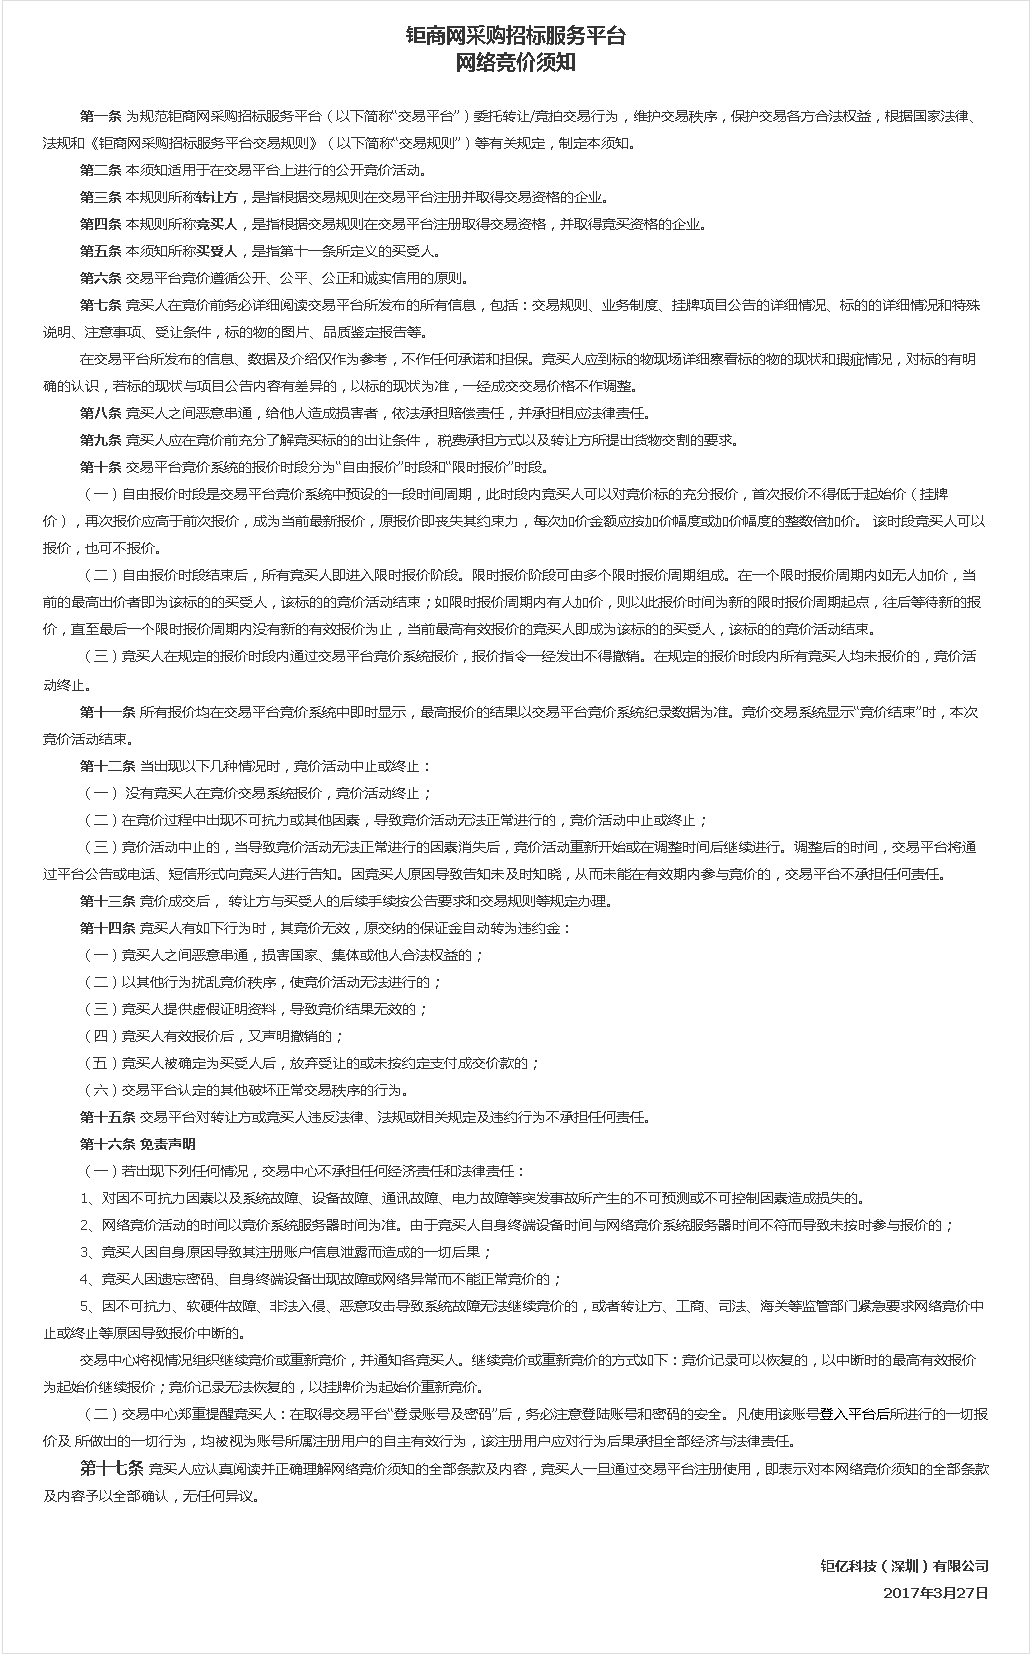 钜商网采购招标服务平台
网络竞价须知
第一条 为规范钜商网采购招标服务平台（以下简称“交易平台”）委托转让/竞拍交易行为，维护交易秩序，保护交易各方合法权益，根据国家法律、
法规和《钜商网采购招标服务平台交易规则》（以下简称“交易规则”）等有关规定，制定本须知。
第二条 本须知适用于在交易平台上进行的公开竞价活动。
第三条 本规则所称转让方，是指根据交易规则在交易平台注册并取得交易资格的企业。
第四条 本规则所称竞买人，是指根据交易规则在交易平台注册取得交易资格，并取得竞买资格的企业。
第五条 本须知所称买受人，是指第十一条所定义的买受人。
第六条 交易平台竞价遵循公开、公平、公正和诚实信用的原则。
第七条 竞买人在竞价前务必详细阅读交易平台所发布的所有信息，包括：交易规则、业务制度、挂牌项目公告的详细情况、标的的详细情况和特殊
说明、注意事项、受让条件，标的物的图片、品质鉴定报告等。
在交易平台所发布的信息、数据及介绍仅作为参考，不作任何承诺和担保。竞买人应到标的物现场详细察看标的物的现状和瑕疵情况，对标的有明
确的认识，若标的现状与项目公告内容有差异的，以标的现状为准，一经成交交易价格不作调整。
第八条 竞买人之间恶意串通，给他人造成损害者，依法承担赔偿责任，并承担相应法律责任。
第九条 竞买人应在竞价前充分了解竞买标的的出让条件， 税费承担方式以及转让方所提出货物交割的要求。
第十条 交易平台竞价系统的报价时段分为“自由报价”时段和“限时报价”时段。
（一）自由报价时段是交易平台竞价系统中预设的一段时间周期，此时段内竞买人可以对竞价标的充分报价，首次报价不得低于起始价（挂牌
价），再次报价应高于前次报价，成为当前最新报价，原报价即丧失其约束力，每次加价金额应按加价幅度或加价幅度的整数倍加价。 该时段竞买人可以
报价，也可不报价。
（二）自由报价时段结束后，所有竞买人即进入限时报价阶段。限时报价阶段可由多个限时报价周期组成。在一个限时报价周期内如无人加价，当
前的最高出价者即为该标的的买受人，该标的的竞价活动结束；如限时报价周期内有人加价，则以此报价时间为新的限时报价周期起点，往后等待新的报
价，直至最后一个限时报价周期内没有新的有效报价为止，当前最高有效报价的竞买人即成为该标的的买受人，该标的的竞价活动结束。
（三）竞买人在规定的报价时段内通过交易平台竞价系统报价，报价指令一经发出不得撤销。在规定的报价时段内所有竞买人均未报价的，竞价活
动终止。
第十一条 所有报价均在交易平台竞价系统中即时显示，最高报价的结果以交易平台竞价系统纪录数据为准。竞价交易系统显示“竞价结束”时，本次
竞价活动结束。
第十二条 当出现以下几种情况时，竞价活动中止或终止：
（一） 没有竞买人在竞价交易系统报价，竞价活动终止；
（二）在竞价过程中出现不可抗力或其他因素，导致竞价活动无法正常进行的，竞价活动中止或终止；
（三）竞价活动中止的，当导致竞价活动无法正常进行的因素消失后，竞价活动重新开始或在调整时间后继续进行。调整后的时间，交易平台将通
过平台公告或电话、短信形式向竞买人进行告知。因竞买人原因导致告知未及时知晓，从而未能在有效期内参与竞价的，交易平台不承担任何责任。
第十三条 竞价成交后， 转让方与买受人的后续手续按公告要求和交易规则等规定办理。
第十四条 竞买人有如下行为时，其竞价无效，原交纳的保证金自动转为违约金：
（一）竞买人之间恶意串通，损害国家、集体或他人合法权益的；
（二）以其他行为扰乱竞价秩序，使竞价活动无法进行的；
（三）竞买人提供虚假证明资料，导致竞价结果无效的；
（四）竞买人有效报价后，又声明撤销的；
（五）竞买人被确定为买受人后，放弃受让的或未按约定支付成交价款的；
（六）交易平台认定的其他破坏正常交易秩序的行为。
第十五条 交易平台对转让方或竞买人违反法律、法规或相关规定及违约行为不承担任何责任。
第十六条 免责声明
（一）若出现下列任何情况，交易中心不承担任何经济责任和法律责任：
1、对因不可抗力因素以及系统故障、设备故障、通讯故障、电力故障等突发事故所产生的不可预测或不可控制因素造成损失的。
2、网络竞价活动的时间以竞价系统服务器时间为准。由于竞买人自身终端设备时间与网络竞价系统服务器时间不符而导致未按时参与报价的；
3、竞买人因自身原因导致其注册账户信息泄露而造成的一切后果；
4、竞买人因遗忘密码、自身终端设备出现故障或网络异常而不能正常竞价的；
5、因不可抗力、软硬件故障、非法入侵、恶意攻击导致系统故障无法继续竞价的，或者转让方、工商、司法、海关等监管部门紧急要求网络竞价中
止或终止等原因导致报价中断的。
交易中心将视情况组织继续竞价或重新竞价，并通知各竞买人。继续竞价或重新竞价的方式如下：竞价记录可以恢复的，以中断时的最高有效报价
为起始价继续报价；竞价记录无法恢复的，以挂牌价为起始价重新竞价。
（二）交易中心郑重提醒竞买人：在取得交易平台“登录账号及密码”后，务必注意登陆账号和密码的安全。凡使用该账号登入平台后所进行的一切报
价及 所做出的一切行为，均被视为账号所属注册用户的自主有效行为，该注册用户应对行为后果承担全部经济与法律责任。
第十七条 竞买人应认真阅读并正确理解网络竞价须知的全部条款及内容，竞买人一旦通过交易平台注册使用，即表示对本网络竞价须知的全部条款
及内容予以全部确认，无任何异议。
钜亿科技（深圳）有限公司
2017年3月27日